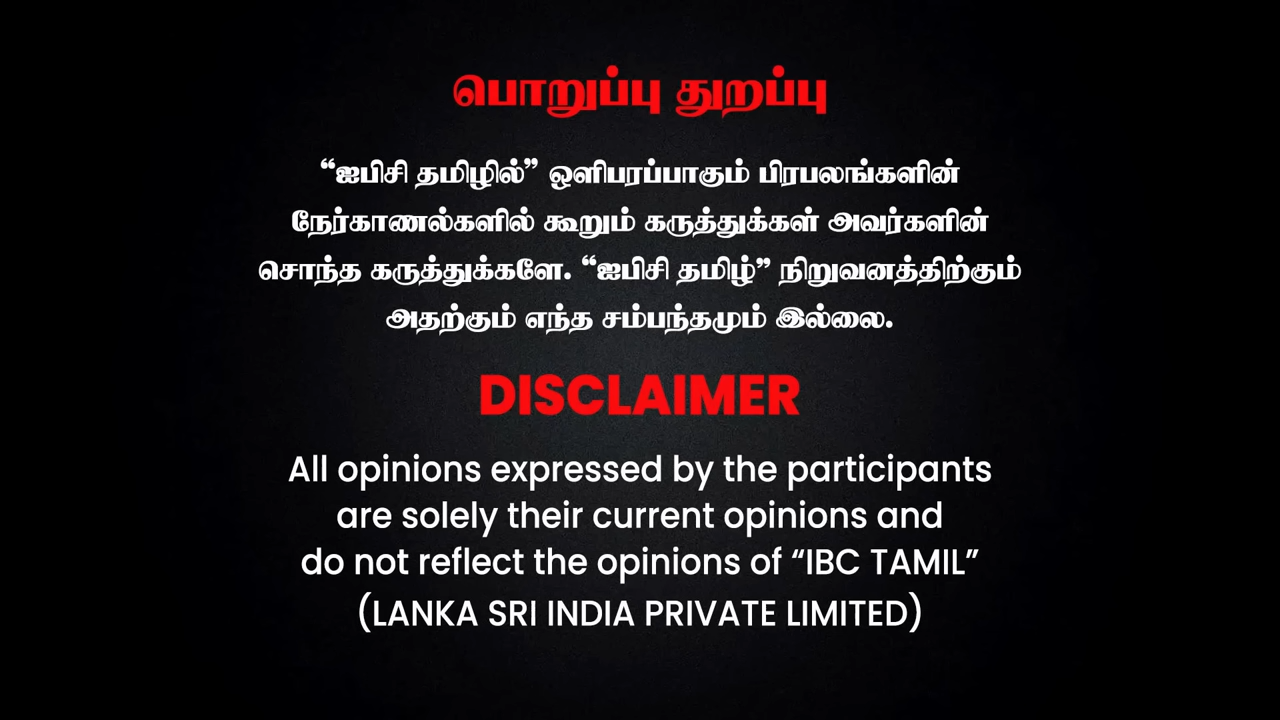 பொறுப்பு துறப்பு
“ஐபிசி தமிழில்” ஒளிபரப்பாகும் பிரபலங்களின்
நேர்காணல்களில் கூறும் கருத்துக்கள் அவர்களின்
சொந்த கருத்துக்களே. “ஐபிசி தமிழ்” நிறுவனத்திற்கும்
அதற்கும் எந்த சம்பந்தமும் இல்லை.
DISCLAIMER
All opinions expressed by the participants
are solely their current opinions and
do not reflect the opinions of “IBC TAMIL”
(LANKA SRI INDIA PRIVATE LIMITED)